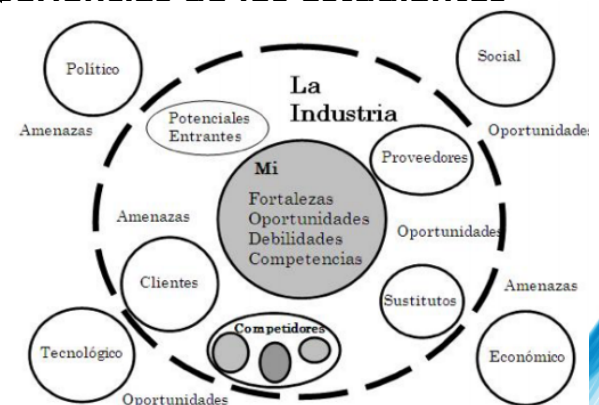 Político
Social
La
Industria
Potenciales
Entrantes
Amenazas
Oportunidades
Proveedores
Mi
Fortalezas
Oportunidades
Debilidades
Competencias
Amenazas
Oportunidades
Clientes
Amenazas
Sustitutos
Competidores
Tecnológico
Económico
Oportunidades